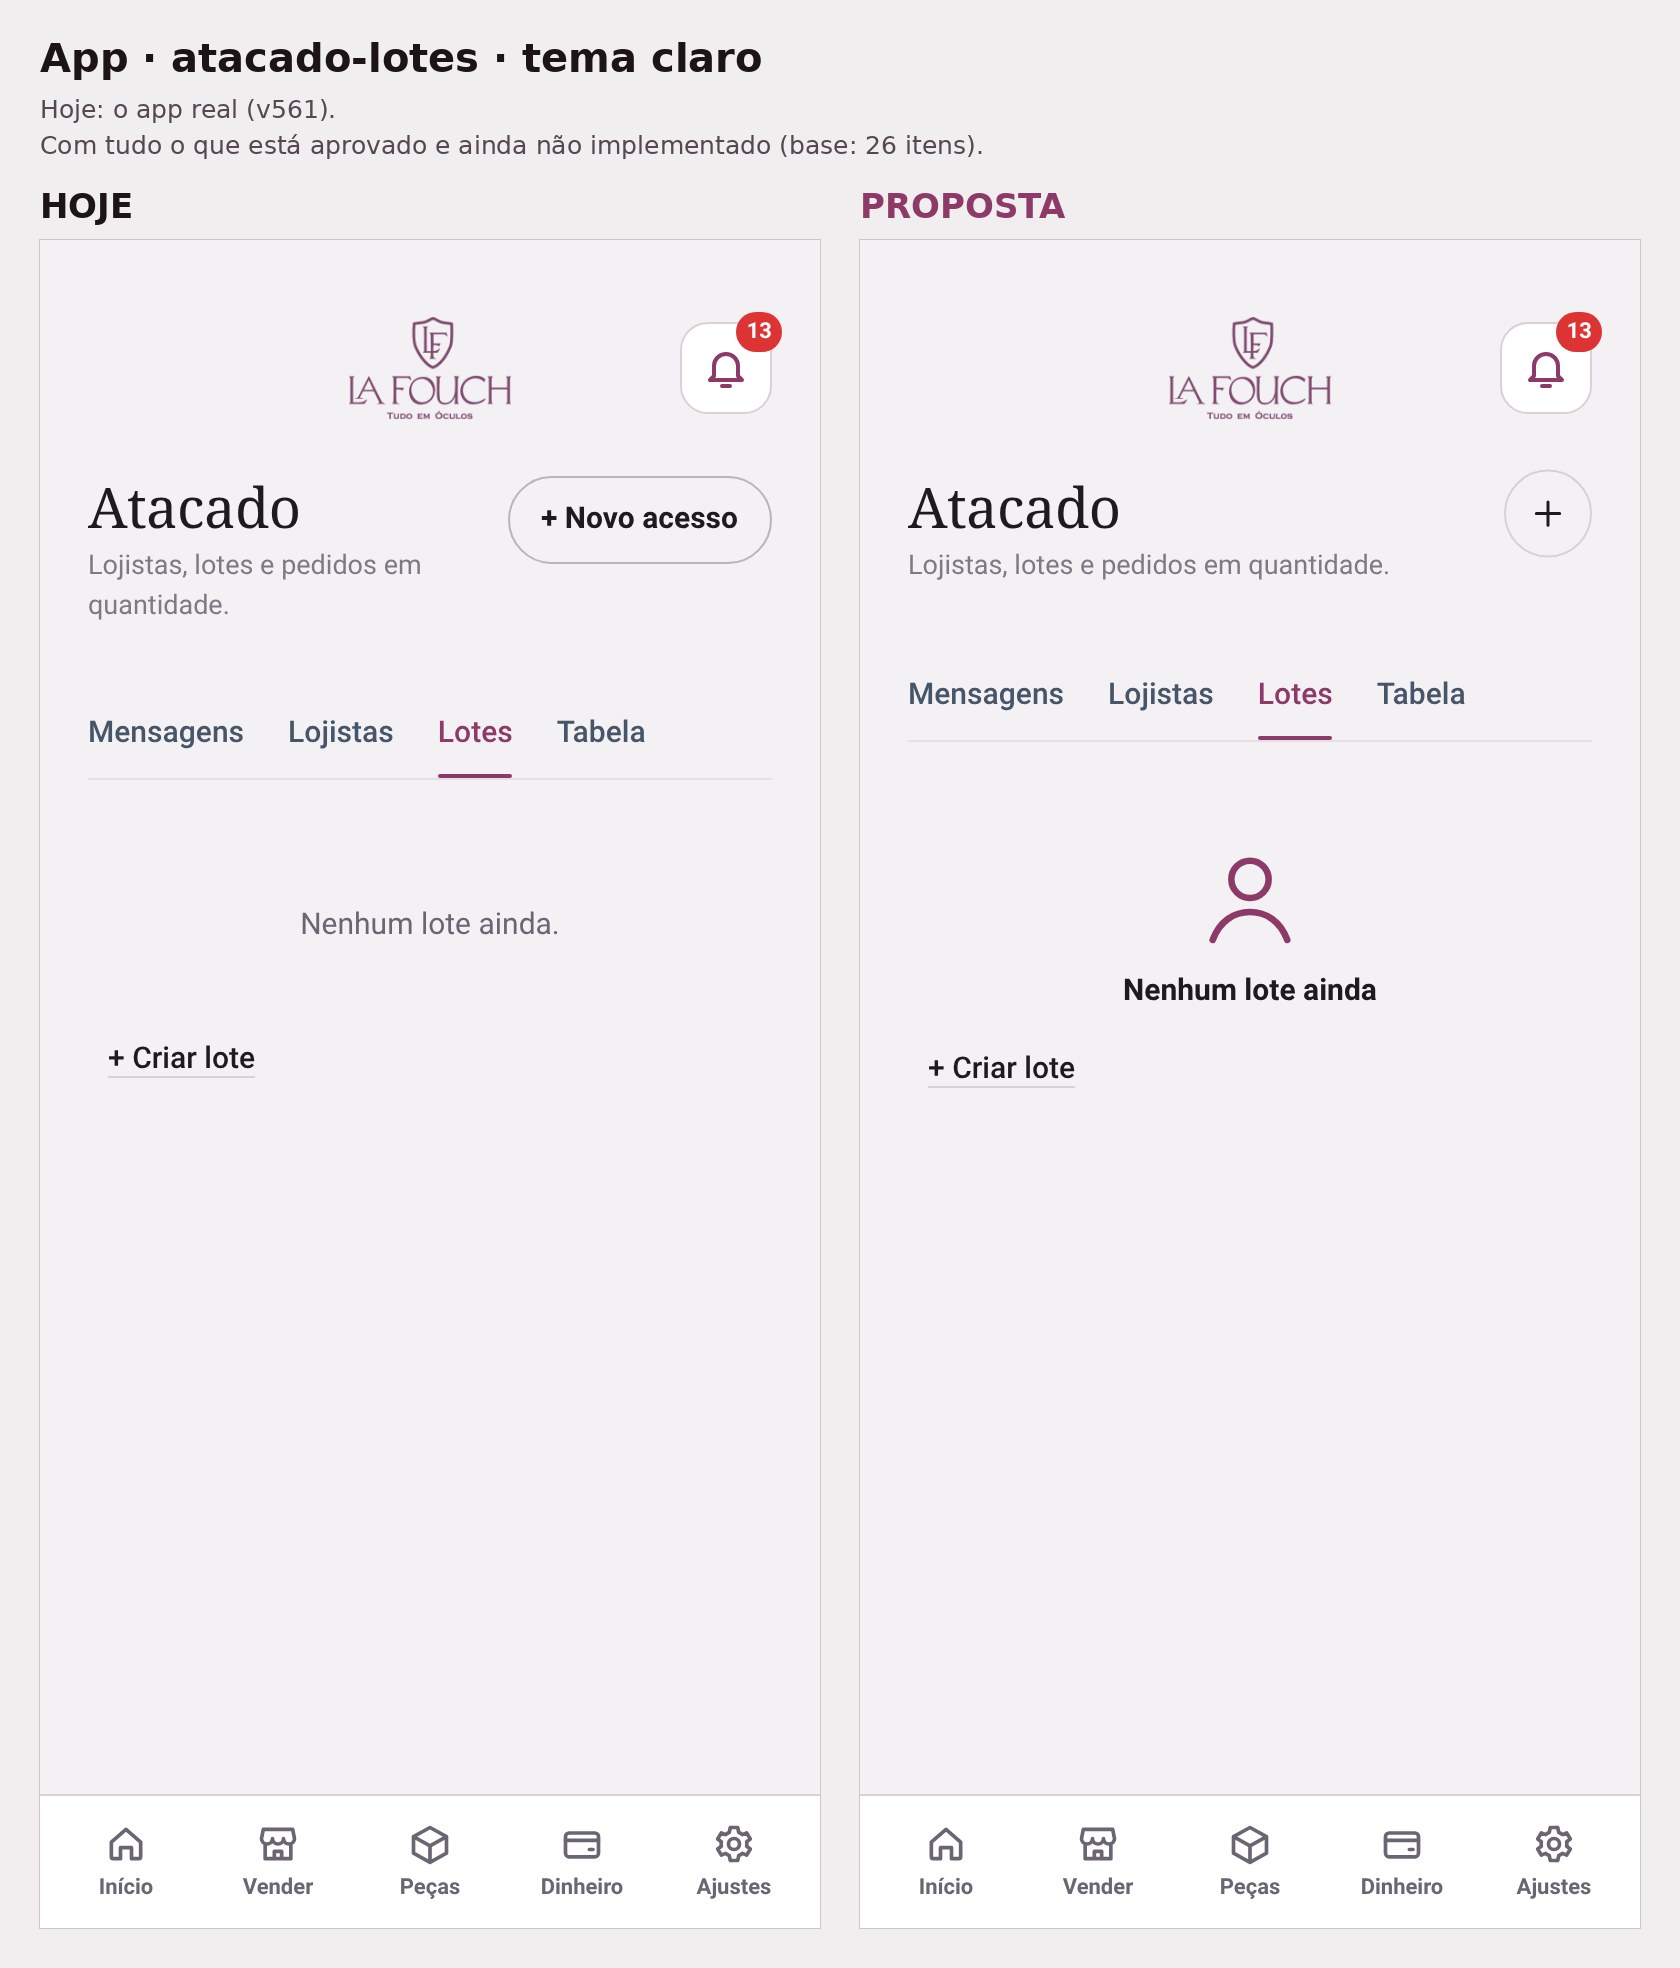 App · atacado-lotes · tema claro
Hoje: o app real (v561).
Com tudo o que está aprovado e ainda não implementado (base: 26 itens).
HOJE
LF
LA FOUCH
TUDO EM ÓCULOS
13
Atacado
+ Novo acesso
Lojistas, lotes e pedidos em
quantidade.
Mensagens Lojistas Lotes Tabela
Nenhum lote ainda.
+ Criar lote
Início Vender Peças Dinheiro Ajustes
PROPOSTA
LF
LA FOUCH
TUDO EM ÓCULOS
13
Atacado
+
Lojistas, lotes e pedidos em quantidade.
Mensagens Lojistas Lotes Tabela
Nenhum lote ainda
+ Criar lote
Início Vender Peças Dinheiro Ajustes